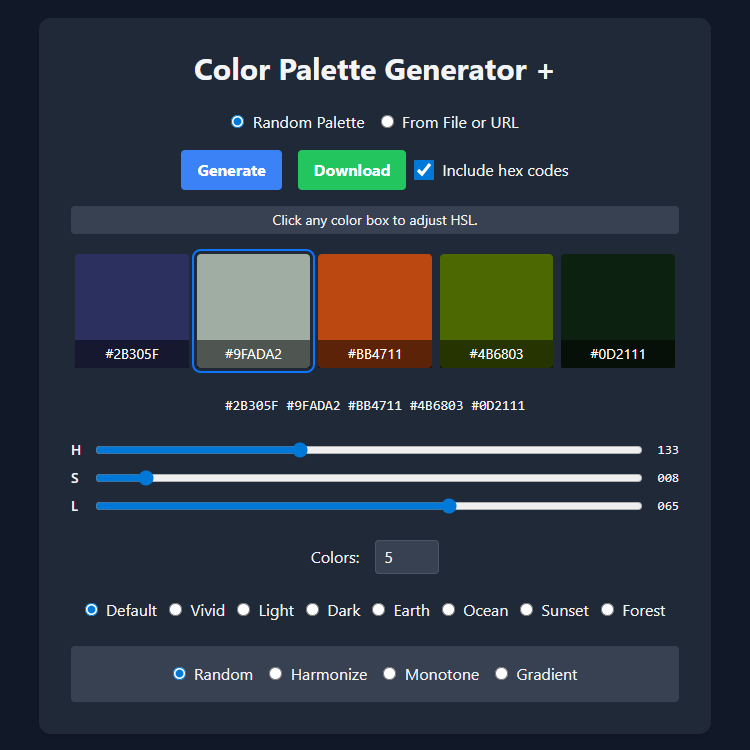 Color Palette Generator +
Random Palette From File or URL
Generate Download Include hex codes
Click any color box to adjust HSL.
#2B305F #9FADA2 #BB4711 #4B6803 #0D2111
#2B305F #9FADA2 #BB4711 #4B6803 #0D2111
H 133
S 008
L 065
Colors: 5
Default Vivid Light Dark Earth Ocean Sunset Forest
Random Harmonize Monotone Gradient